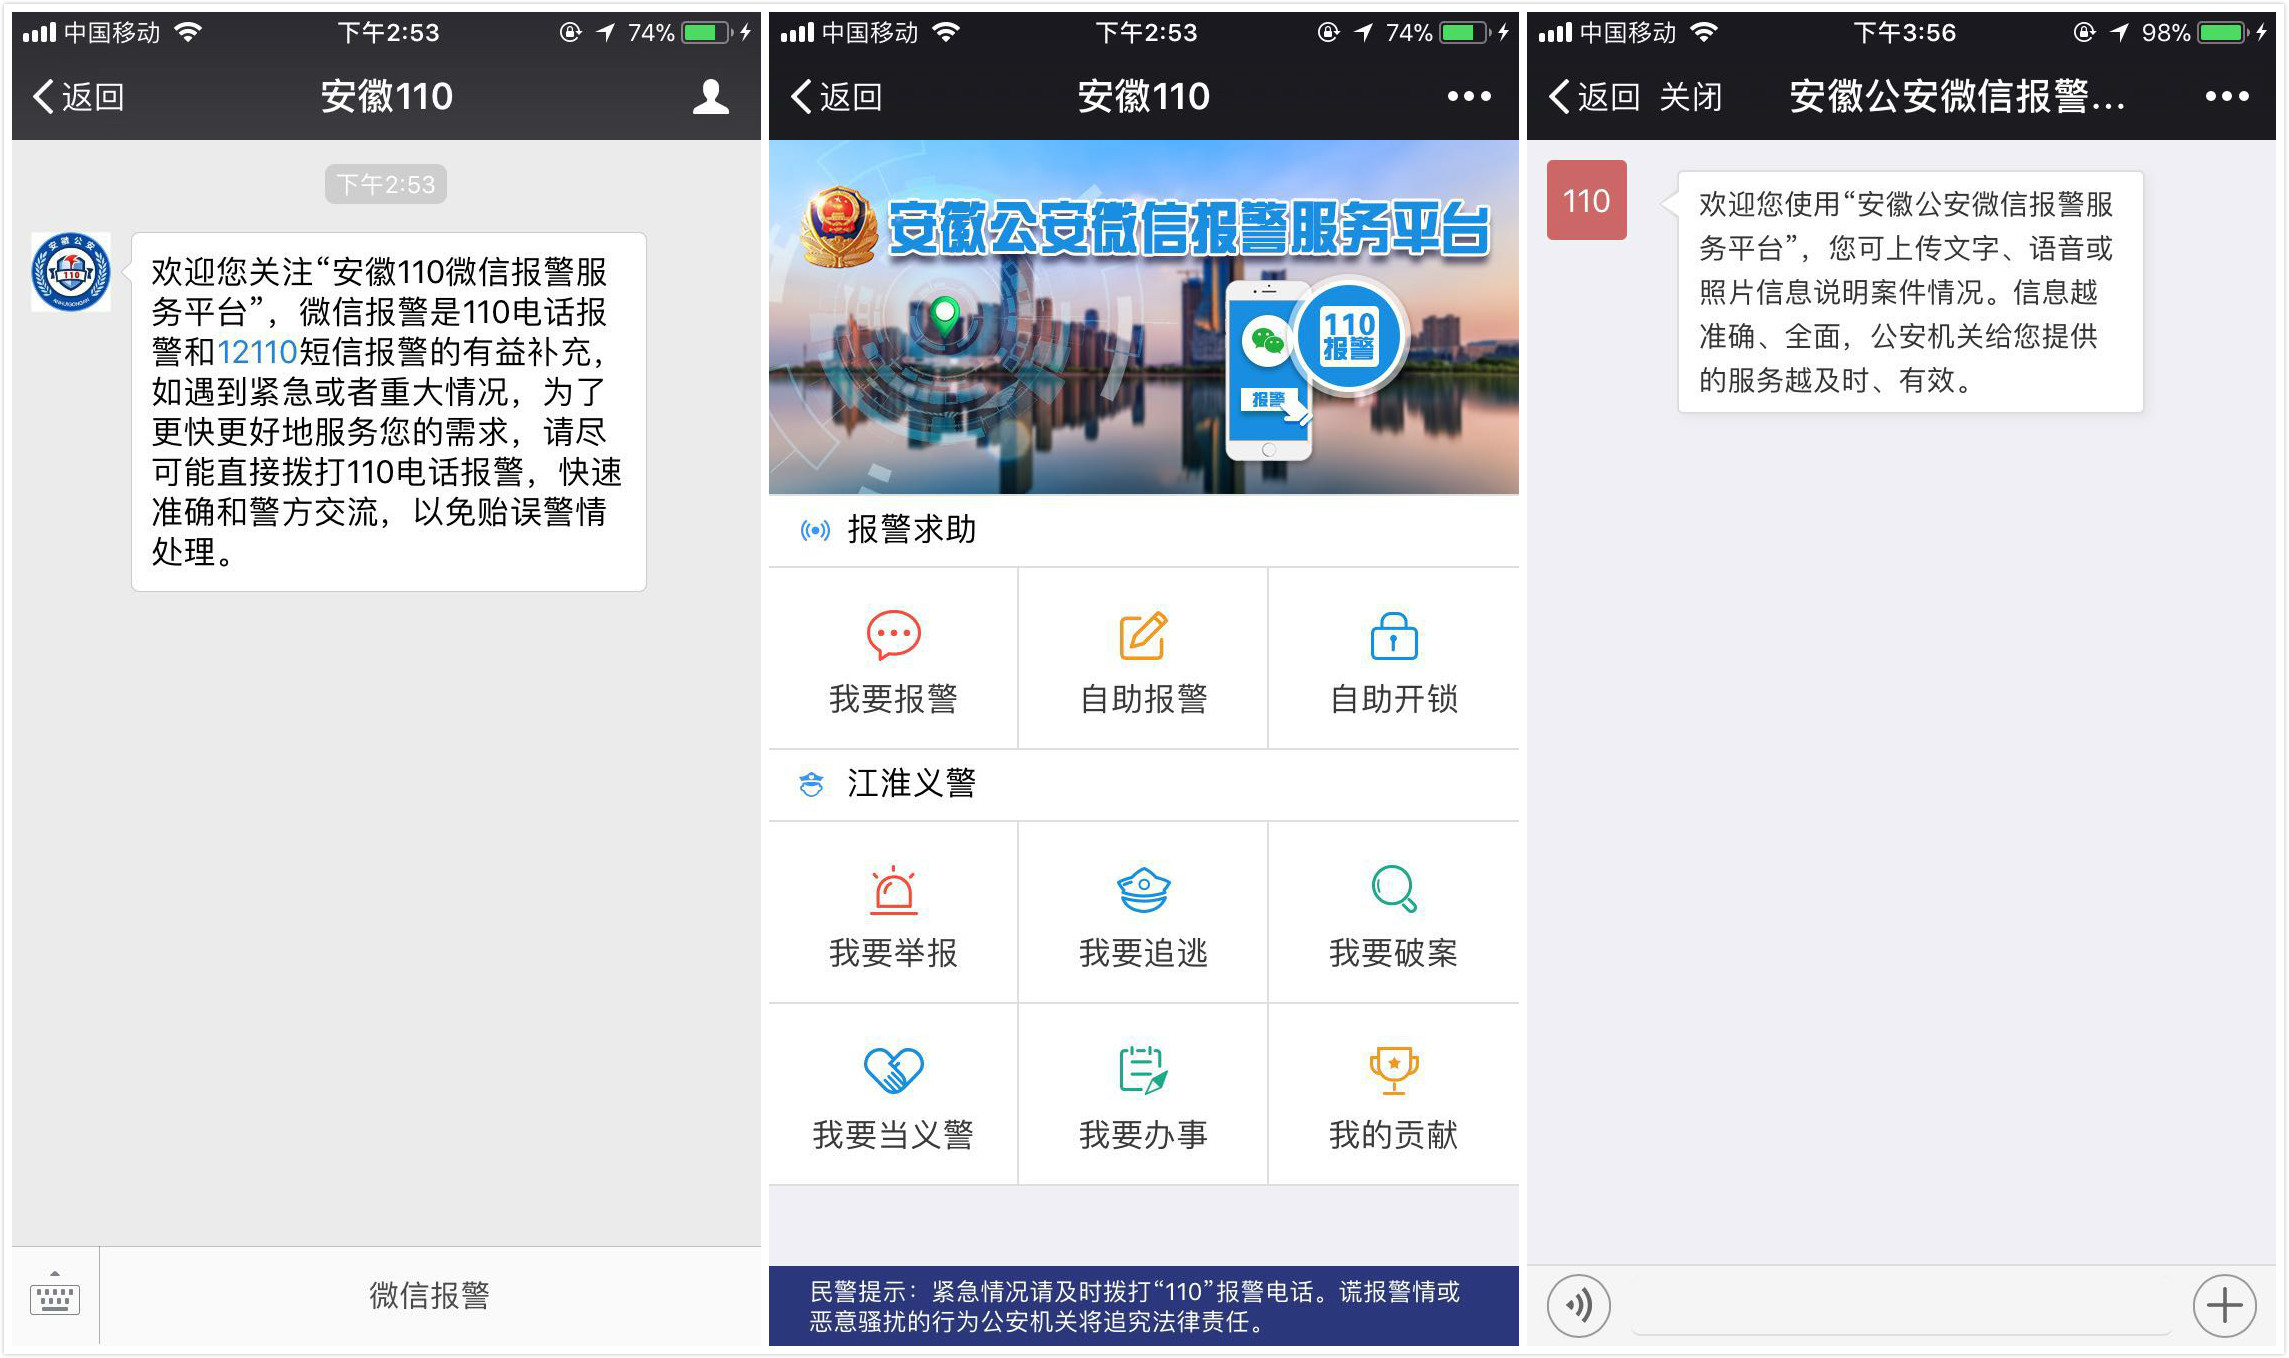 中国移动 下午2:53 74%
返回 安徽110
下午2:53
安徽公安
110
欢迎您关注“安徽110微信报警服
务平台”，微信报警是110电话报
警和12110短信报警的有益补充，
如遇到紧急或者重大情况，为了
更快更好地服务您的需求，请尽
可能直接拨打110电话报警，快速
准确和警方交流，以免贻误警情
处理。
微信报警
中国移动 下午2:53 74%
返回 安徽110
安徽公安微信报警服务平台
110
报警
报警
报警求助
我要报警 自助报警 自助开锁
江淮义警
我要举报 我要追逃 我要破案
我要当义警 我要办事 我的贡献
民警提示：紧急情况请及时拨打“110”报警电话。谎报警情或
恶意骚扰的行为公安机关将追究法律责任。
中国移动 下午3:56 98%
返回 关闭 安徽公安微信报警...
110
欢迎您使用“安徽公安微信报警服
务平台”，您可上传文字、语音或
照片信息说明案件情况。信息越
准确、全面，公安机关给您提供
的服务越及时、有效。